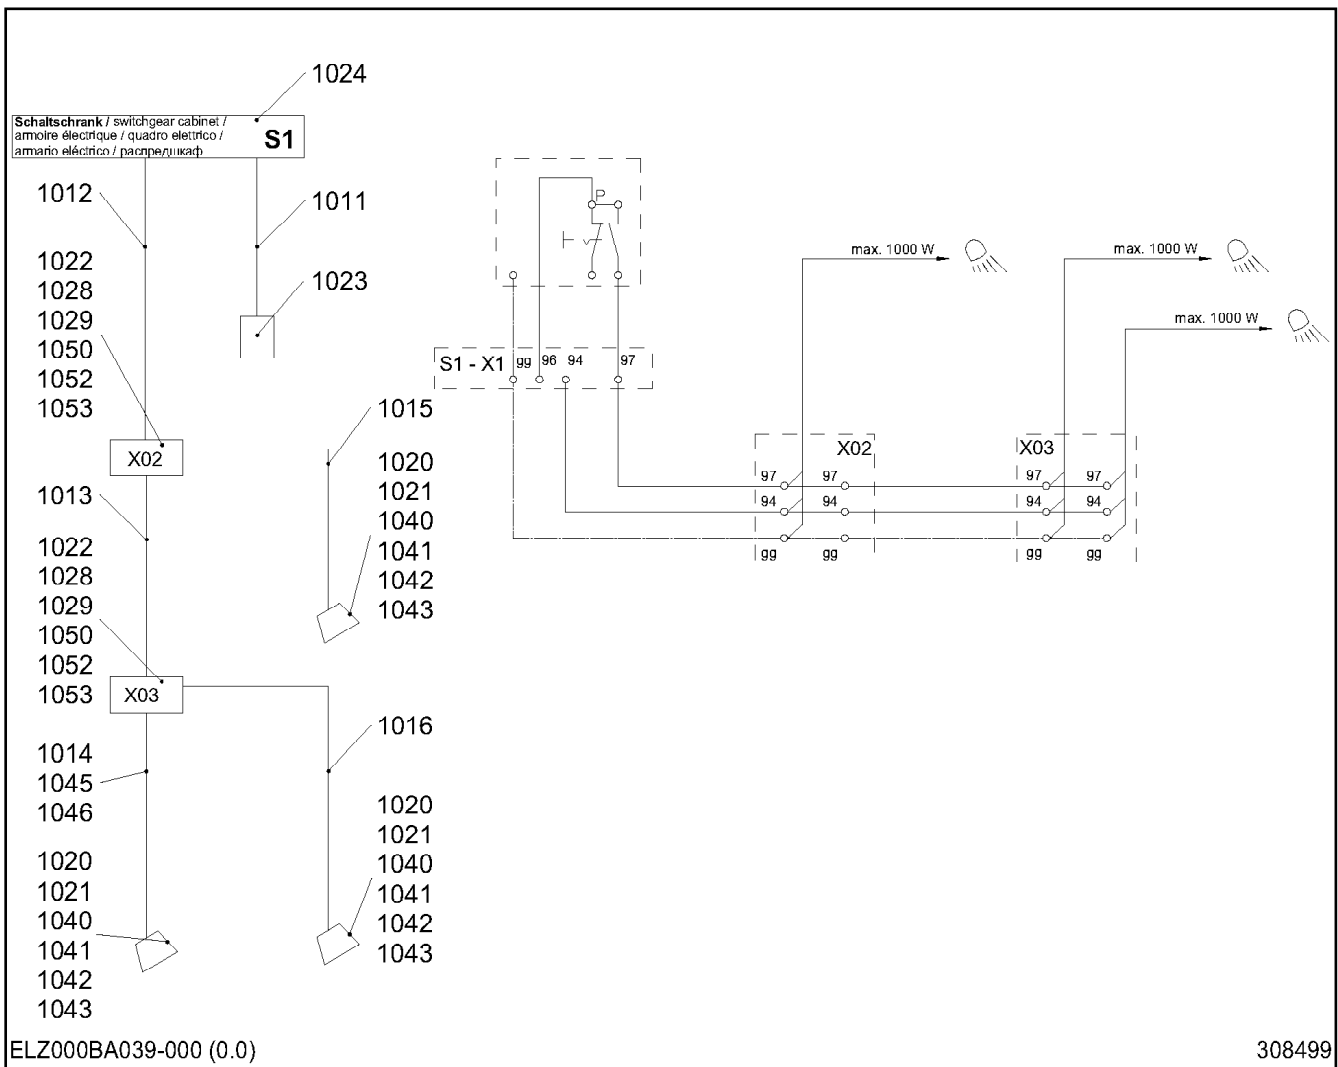 1024
Schaltschrank / switchgear cabinet /
armoire électrique / quadro elettrico /
armario eléctrico / распредшкаф
S1
1012
1011
1022
1028
1029
1050
1052
1053
1023
X02
1013
1015
1020
1021
1040
1041
1042
1043
1022
1028
1029
1050
1052
1053
X03
1014
1045
1046
1016
1020
1021
1040
1041
1042
1043
1020
1021
1040
1041
1042
1043
P
S1 - X1
gg 96 94 97
max. 1000 W
max. 1000 W
max. 1000 W
X02
97 97
94 94
gg gg
X03
97 97
94 94
gg gg
ELZ000BA039-000 (0.0)
308499